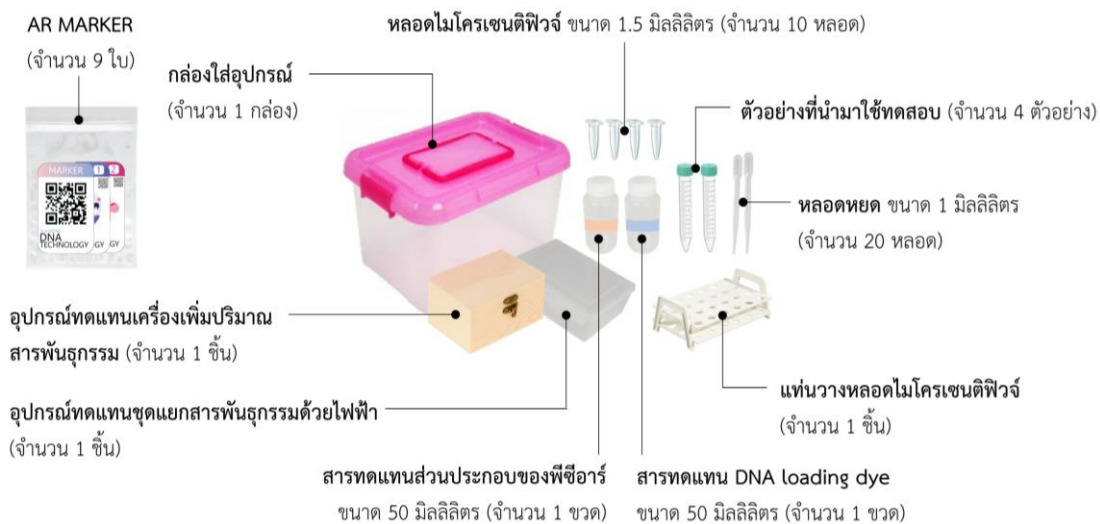 AR MARKER
(จำนวน 9 ใบ)
หลอดไมโครเซนติฟิวจ์ ขนาด 1.5 มิลลิลิตร (จำนวน 10 หลอด)
กล่องใส่อุปกรณ์
(จำนวน 1 กล่อง)
ตัวอย่างที่นำมาใช้ทดสอบ (จำนวน 4 ตัวอย่าง)
หลอดหยด ขนาด 1 มิลลิลิตร
(จำนวน 20 หลอด)
MARKER
1
2
DNA
TECHNOLOGY
GY
GY
อุปกรณ์ทดแทนเครื่องเพิ่มปริมาณ
สารพันธุกรรม (จำนวน 1 ชิ้น)
อุปกรณ์ทดแทนชุดแยกสารพันธุกรรมด้วยไฟฟ้า
(จำนวน 1 ชิ้น)
แท่นวางหลอดไมโครเซนติฟิวจ์
(จำนวน 1 ชิ้น)
สารทดแทนส่วนประกอบของพีซีอาร์
ขนาด 50 มิลลิลิตร (จำนวน 1 ขวด)
สารทดแทน DNA loading dye
ขนาด 50 มิลลิลิตร (จำนวน 1 ขวด)